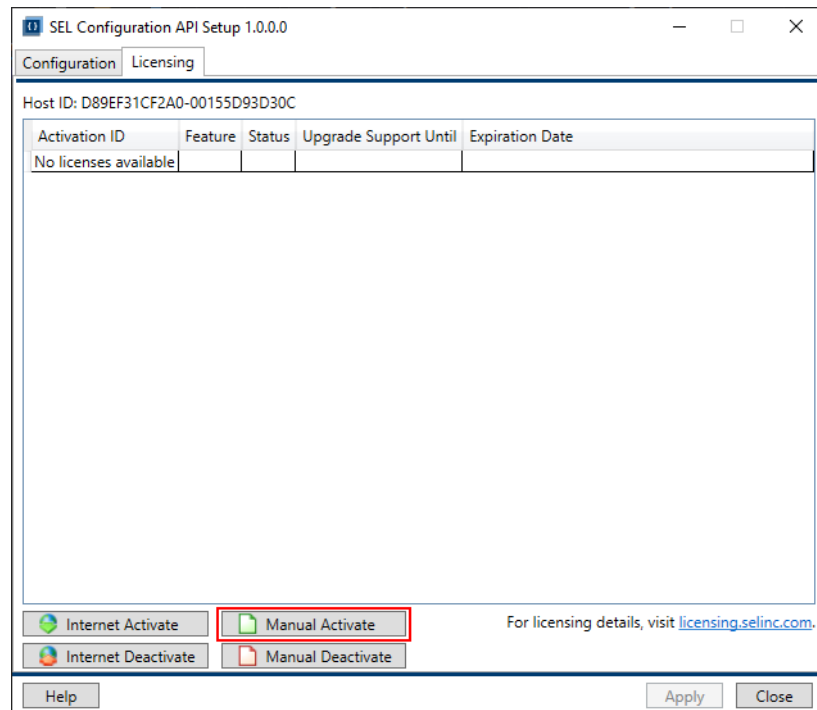 SEL Configuration API Setup 1.0.0.0
Configuration Licensing
Host ID: D89EF31CF2A0-00155D93D30C
Activation ID Feature Status Upgrade Support Until Expiration Date
No licenses available
Internet Activate Manual Activate For licensing details, visit licensing.selinc.com.
Internet Deactivate Manual Deactivate
Help Apply Close